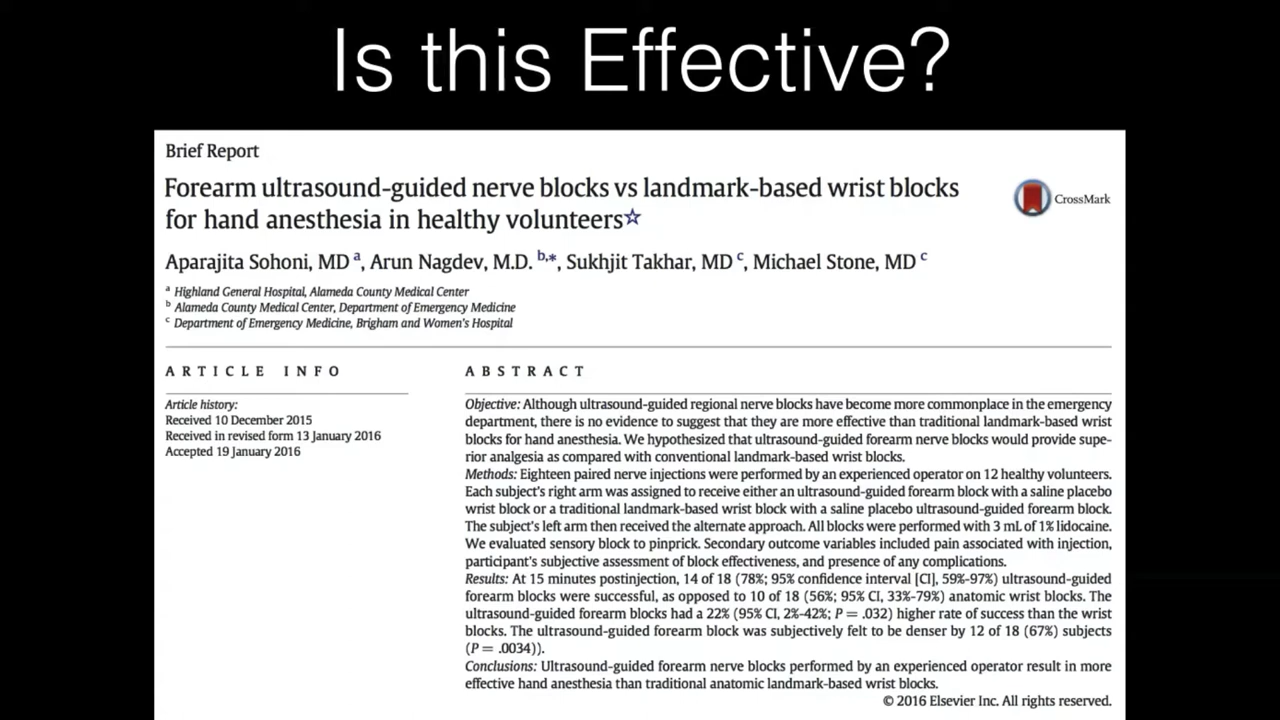 Is this Effective?
Brief Report
Forearm ultrasound-guided nerve blocks vs landmark-based wrist blocks
for hand anesthesia in healthy volunteers☆
CrossMark
Aparajita Sohoni, MD a, Arun Nagdev, M.D. b,*, Sukhjit Takhar, MD c, Michael Stone, MD c
a Highland General Hospital, Alameda County Medical Center
b Alameda County Medical Center, Department of Emergency Medicine
c Department of Emergency Medicine, Brigham and Women's Hospital
ARTICLE INFO
Article history:
Received 10 December 2015
Received in revised form 13 January 2016
Accepted 19 January 2016
ABSTRACT
Objective: Although ultrasound-guided regional nerve blocks have become more commonplace in the emergency
department, there is no evidence to suggest that they are more effective than traditional landmark-based wrist
blocks for hand anesthesia. We hypothesized that ultrasound-guided forearm nerve blocks would provide supe-
rior analgesia as compared with conventional landmark-based wrist blocks.
Methods: Eighteen paired nerve injections were performed by an experienced operator on 12 healthy volunteers.
Each subject's right arm was assigned to receive either an ultrasound-guided forearm block with a saline placebo
wrist block or a traditional landmark-based wrist block with a saline placebo ultrasound-guided forearm block.
The subject's left arm then received the alternate approach. All blocks were performed with 3 mL of 1% lidocaine.
We evaluated sensory block to pinprick. Secondary outcome variables included pain associated with injection,
participant's subjective assessment of block effectiveness, and presence of any complications.
Results: At 15 minutes postinjection, 14 of 18 (78%; 95% confidence interval [CI], 59%-97%) ultrasound-guided
forearm blocks were successful, as opposed to 10 of 18 (56%; 95% CI, 33%-79%) anatomic wrist blocks. The
ultrasound-guided forearm blocks had a 22% (95% CI, 2%-42%; P = .032) higher rate of success than the wrist
blocks. The ultrasound-guided forearm block was subjectively felt to be denser by 12 of 18 (67%) subjects
(P = .0034)).
Conclusions: Ultrasound-guided forearm nerve blocks performed by an experienced operator result in more
effective hand anesthesia than traditional anatomic landmark-based wrist blocks.
© 2016 Elsevier Inc. All rights reserved.